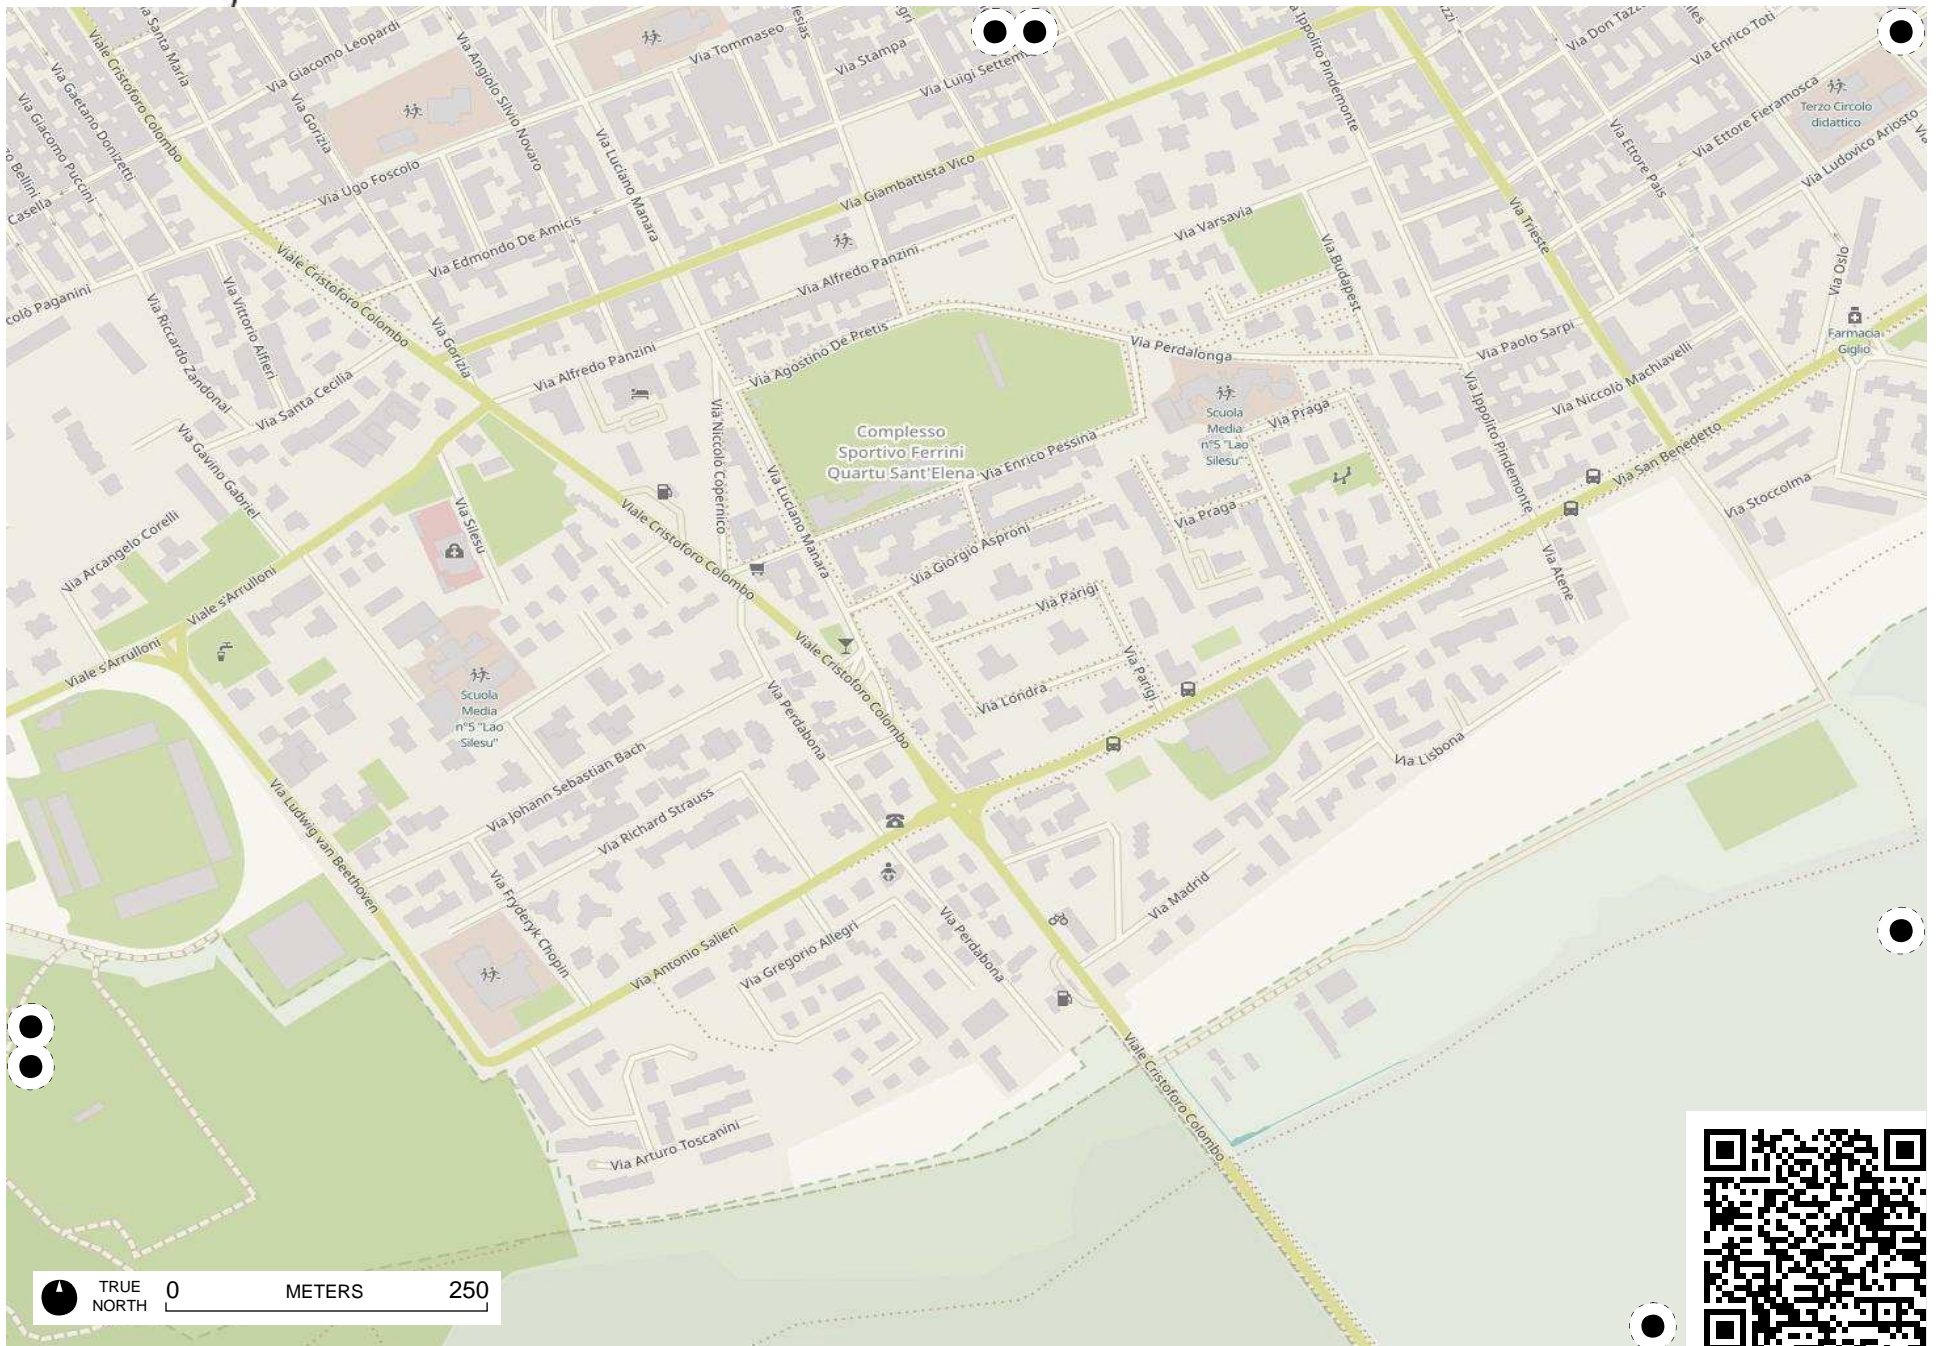 Via Giacomo Leopardi
Via Tommaseo
Via Stampa
Via Luigi Settem
Viale Cristoforo Colombo
Via Santa Maria
Via Gaetano Donizetti
Via Giacomo Puccini
Via Gorizia
Via Angiolo Silvio Novaro
Via Luciano Manara
Via Ippolito Pindemonte
Via Don Tazz
Via Enrico Toti
Via Ettore Fieramosca
Terzo Circolo
didattico
Via Ludovico Ariosto
Via Ettore Pais
Via Trieste
o Bellini
Casella
Via Ugo Foscolo
Via Edmondo De Amicis
Via Giambattista Vico
Via Varsavia
Via Budapest
Via Alfredo Panzini
Viale Cristoforo Colombo
colò Paganini
Via Riccardo Zandonai
Via Vittorio Alfieri
Via Gorizia
Via Santa Cecilia
Via Alfredo Panzini
Via Agostino De Pretis
Via Perdalonga
Via Paolo Sarpi
Via Niccolò Machiavelli
Via Oslo
Farmacia
Giglio
Via Niccolò Copernico
Via Luciano Manara
Complesso
Sportivo Ferrini
Quartu Sant'Elena
Via Enrico Pessina
Scuola
Media
n°5 "Lao
Silesu"
Via Praga
Via Ippolito Pindemonte
Via San Benedetto
Via Stoccolma
Via Gavino Gabriel
Via Arcangelo Corelli
Via Silesu
Viale Cristoforo Colombo
Via Giorgio Asproni
Via Praga
Via Atene
Viale s'Arrulloni
Viale s'Arrulloni
Via Parigi
Viale Cristoforo Colombo
Scuola
Media
n°5 "Lao
Silesu"
Via Perdabona
Via Londra
Via Parigi
Via Lisbona
Via Johann Sebastian Bach
Via Richard Strauss
Via Ludwig van Beethoven
Via Fryderyk Chopin
Via Antonio Salieri
Via Gregorio Allegri
Via Perdabona
Via Madrid
Viale Cristoforo Colombo
Via Arturo Toscanini
TRUE
NORTH
0 METERS 250